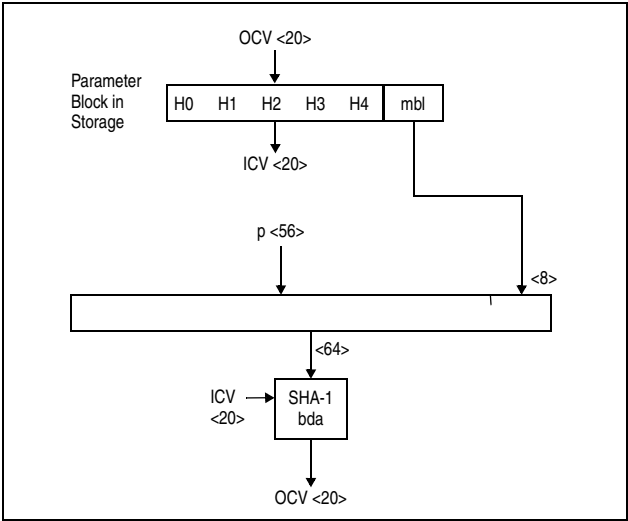 OCV <20>
Parameter
Block in
Storage
H0 H1 H2 H3 H4 mbl
ICV <20>
p <56>
<8>
<64>
ICV
<20>
SHA-1
bda
OCV <20>